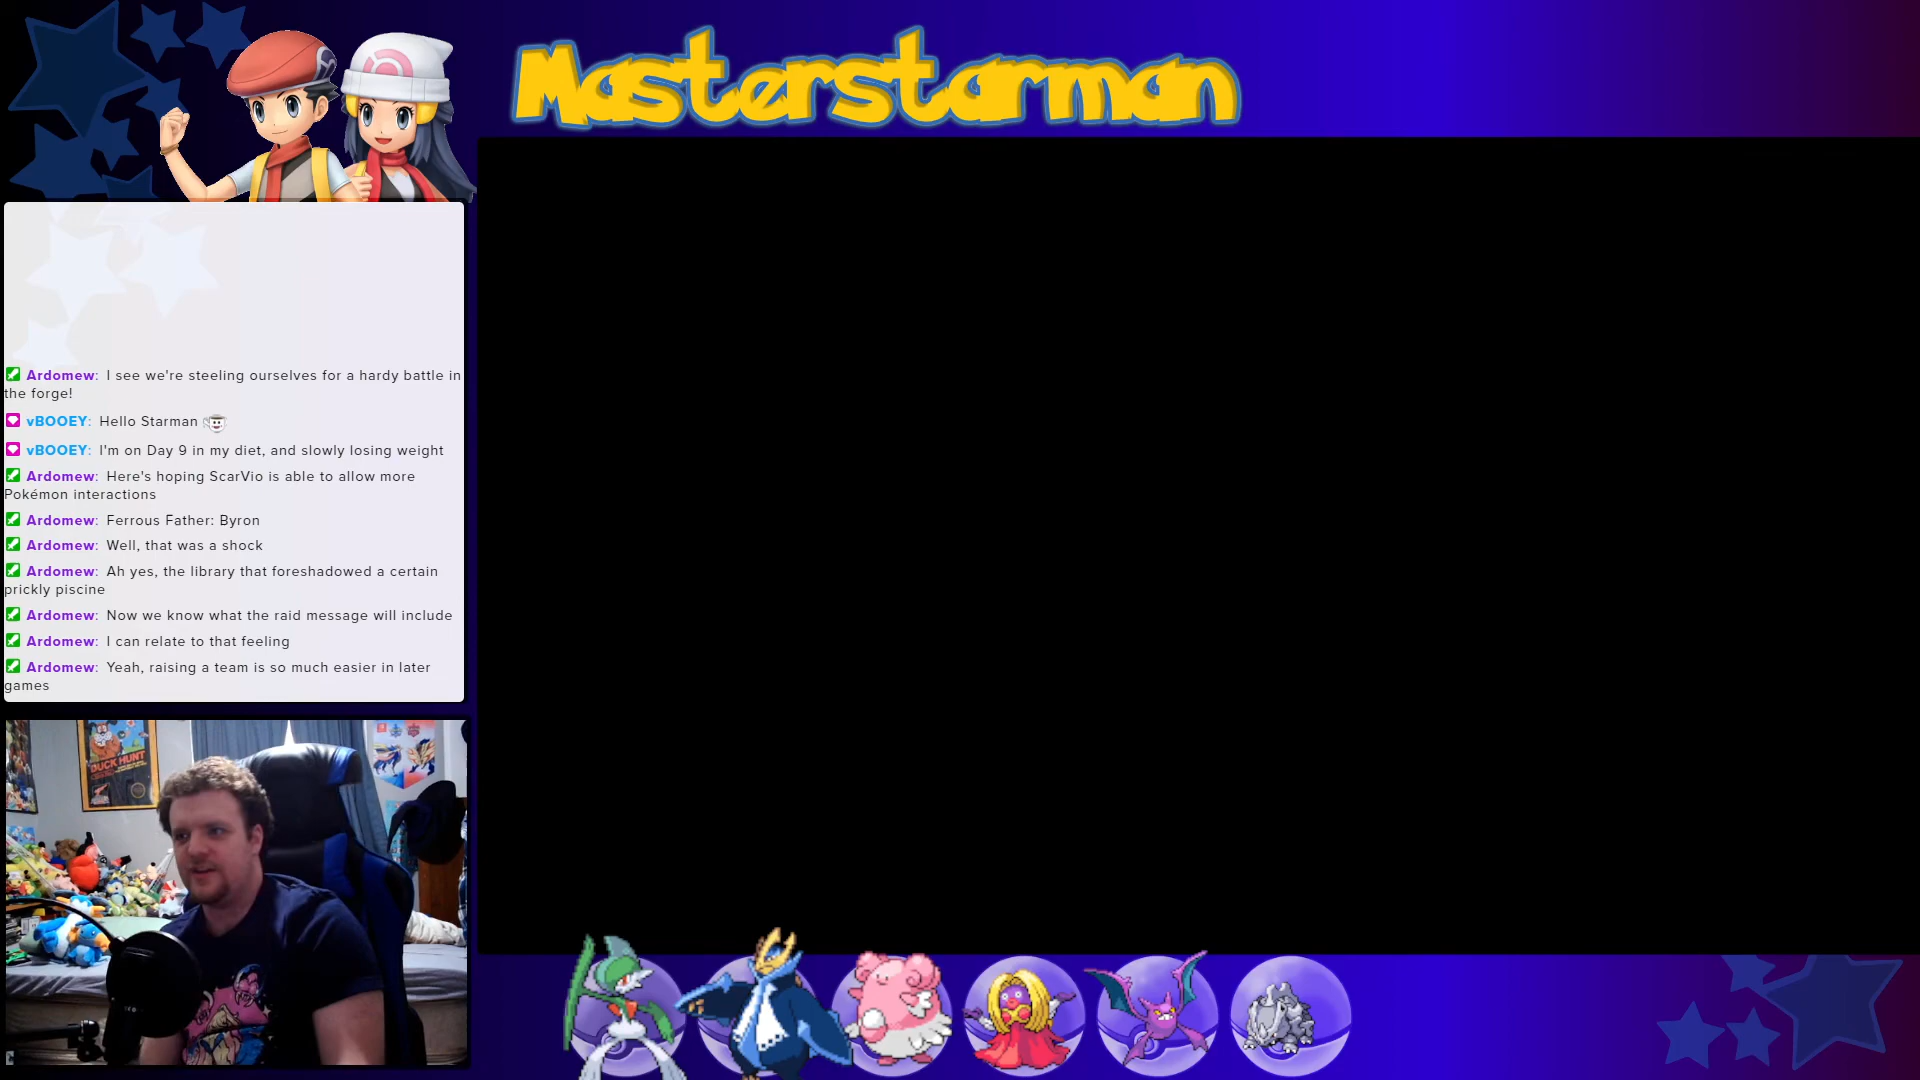 Masterstarman
Ardomew: I see we're steeling ourselves for a hardy battle in
the forge!
vBOOEY: Hello Starman
vBOOEY: I'm on Day 9 in my diet, and slowly losing weight
Ardomew: Here's hoping ScarVio is able to allow more
Pokémon interactions
Ardomew: Ferrous Father: Byron
Ardomew: Well, that was a shock
Ardomew: Ah yes, the library that foreshadowed a certain
prickly piscine
Ardomew: Now we know what the raid message will include
Ardomew: I can relate to that feeling
Ardomew: Yeah, raising a team is so much easier in later
games
DUCK HUNT